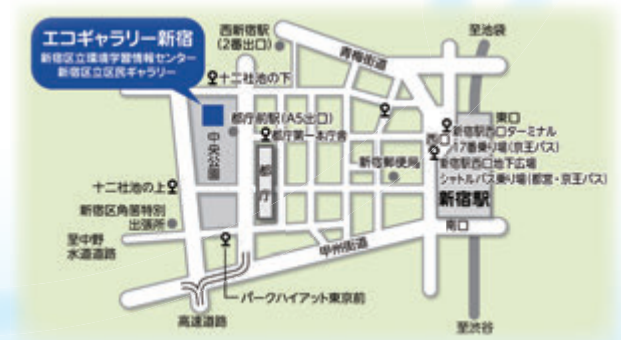 エコギャラリー新宿
新宿区立環境学習情報センター
新宿区立区民ギャラリー
西新宿駅
(2番出口)
青梅街道
至池袋
十二社池の下
都庁前駅(A5出口)
都庁第一本庁舎
中央公園
都庁
東口
西口
新宿駅西口ターミナル
17番乗り場(京王バス)
新宿駅西口地下広場
シャトルバス乗り場(都営・京王バス)
新宿郵便局
新宿駅
十二社池の上
新宿区角筈特別
出張所
南口
至中野
水道道路
甲州街道
パークハイアット東京前
高速道路
至渋谷